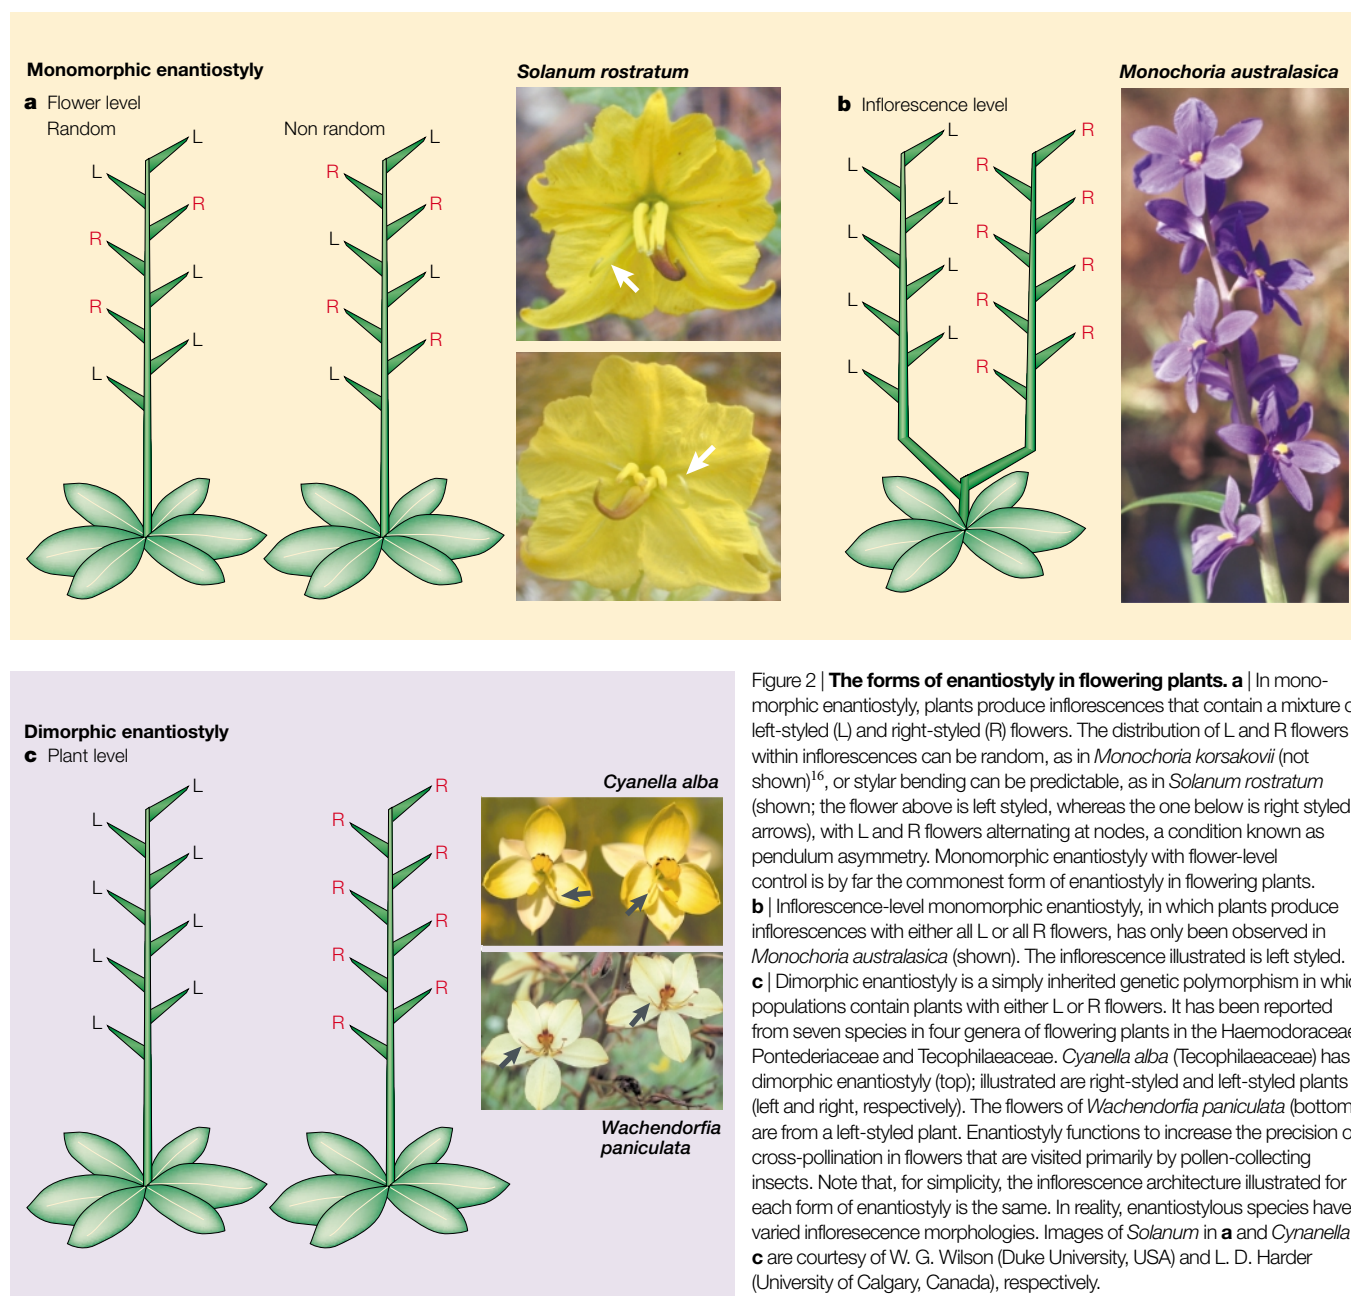 Monomorphic enantiostyly
a Flower level
Random
Non random
L
L
R
R
L
R
L
L
L
R
R
L
L
R
R
L
Solanum rostratum
b Inflorescence level
L
L
L
L
L
L
L
L
R
R
R
R
R
R
R
R
Monochoria australasica
Dimorphic enantiostyly
c Plant level
L
L
L
L
L
L
L
L
R
R
R
R
R
R
R
R
Cyanella alba
Wachendorfia
paniculata
Figure 2 | The forms of enantiostyly in flowering plants. a | In mono-
morphic enantiostyly, plants produce inflorescences that contain a mixture
left-styled (L) and right-styled (R) flowers. The distribution of L and R flowers
within inflorescences can be random, as in Monochoria korsakovii (not
shown)16, or stylar bending can be predictable, as in Solanum rostratum
(shown; the flower above is left styled, whereas the one below is right styled
arrows), with L and R flowers alternating at nodes, a condition known as
pendulum asymmetry. Monomorphic enantiostyly with flower-level
control is by far the commonest form of enantiostyly in flowering plants.
b | Inflorescence-level monomorphic enantiostyly, in which plants produce
inflorescences with either all L or all R flowers, has only been observed in
Monochoria australasica (shown). The inflorescence illustrated is left styled.
c | Dimorphic enantiostyly is a simply inherited genetic polymorphism in
populations contain plants with either L or R flowers. It has been reported
from seven species in four genera of flowering plants in the Haemodoraceae
Pontederiaceae and Tecophilaeaceae. Cyanella alba (Tecophilaeaceae) has
dimorphic enantiostyly (top); illustrated are right-styled and left-styled plants
(left and right, respectively). The flowers of Wachendorfia paniculata (bottom
are from a left-styled plant. Enantiostyly functions to increase the precision
cross-pollination in flowers that are visited primarily by pollen-collecting
insects. Note that, for simplicity, the inflorescence architecture illustrated for
each form of enantiostyly is the same. In reality, enantiostylous species have
varied infloresecence morphologies. Images of Solanum in a and Cynanella
c are courtesy of W. G. Wilson (Duke University, USA) and L. D. Harder
(University of Calgary, Canada), respectively.